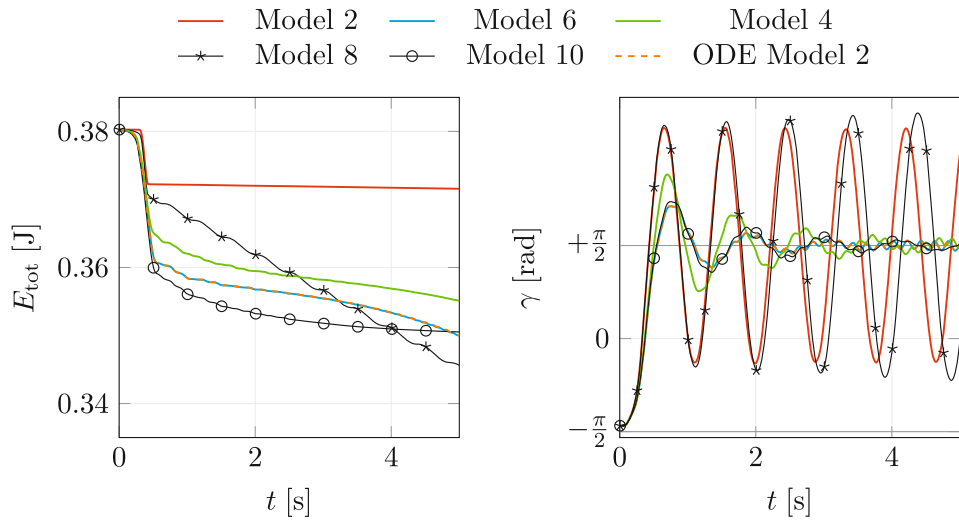 Model 2 Model 6 Model 4
Model 8 Model 10 ODE Model 2
0.38
0.36
0.34
E_tot [J]
0 2 4
t [s]
+π/2
0
−π/2
γ [rad]
0 2 4
t [s]